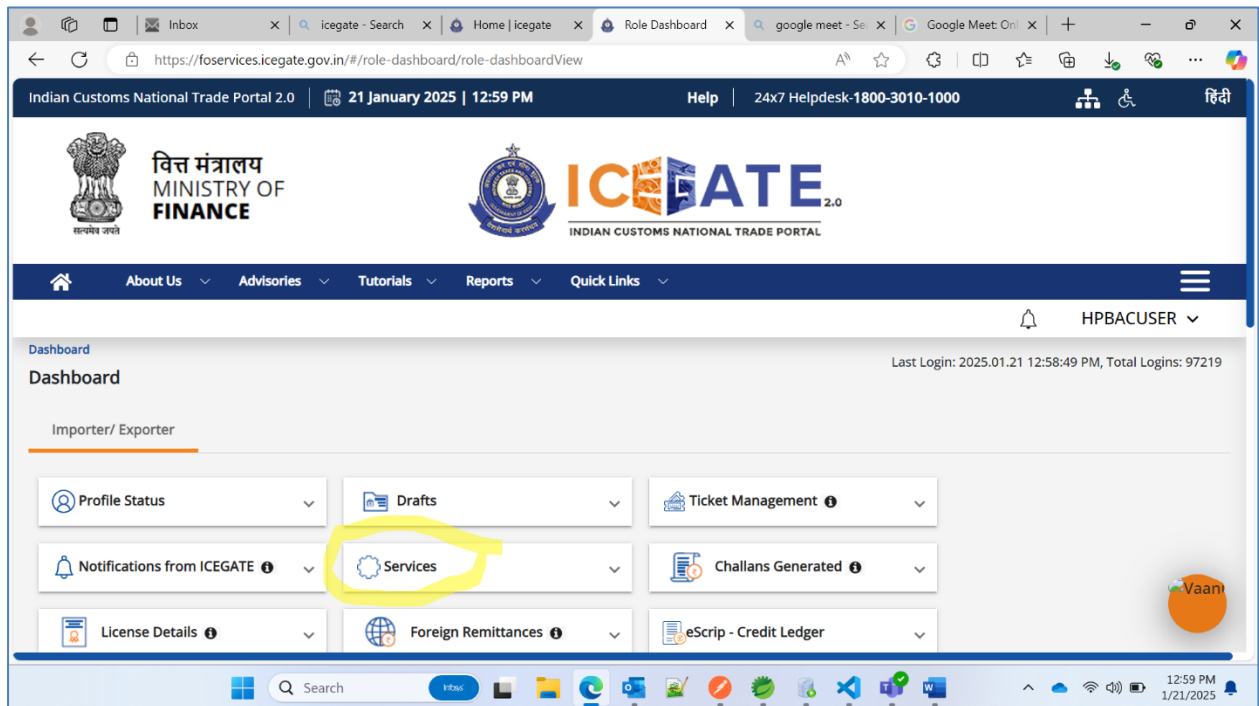 Inbox
icegate - Search
Home | icegate
Role Dashboard
google meet - Se
Google Meet: Onl
https://foservices.icegate.gov.in/#/role-dashboard/role-dashboardView
Indian Customs National Trade Portal 2.0
21 January 2025 | 12:59 PM
Help
24x7 Helpdesk-1800-3010-1000
हिंदी
वित्त मंत्रालय
MINISTRY OF
FINANCE
सत्यमेव जयते
ICEGATE 2.0
INDIAN CUSTOMS NATIONAL TRADE PORTAL
About Us
Advisories
Tutorials
Reports
Quick Links
HPBACUSER
Dashboard
Last Login: 2025.01.21 12:58:49 PM, Total Logins: 97219
Dashboard
Importer/ Exporter
Profile Status
Drafts
Ticket Management
Notifications from ICEGATE
Services
Challans Generated
Vaani
License Details
Foreign Remittances
eScrip - Credit Ledger
Search
12:59 PM
1/21/2025